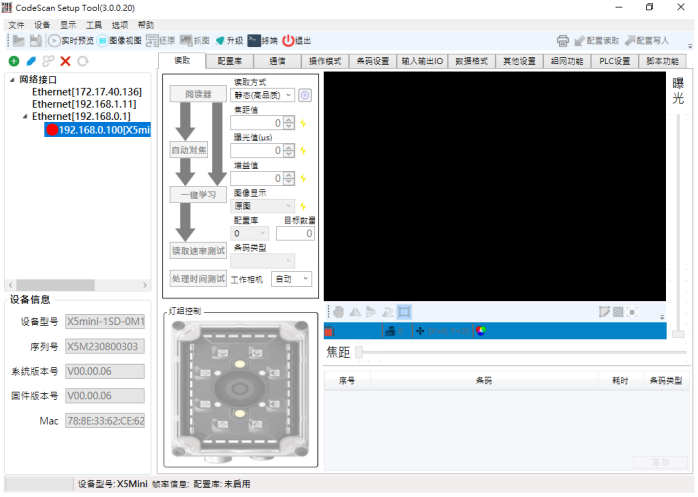 CodeScan Setup Tool(3.0.0.20)
文件 设备 显示 工具 选项 帮助
实时预览 图像视图 还原 抓图 升级 终端 退出 配置读取 配置写入
读取 配置库 通信 操作模式 条码设置 输入输出IO 数据格式 其他设置 组网功能 PLC设置 脚本功能
网络接口
Ethernet[172.17.40.136]
Ethernet[192.168.1.11]
Ethernet[192.168.0.1]
192.168.0.100[X5mi
设备信息
设备型号 X5mini-1SD-0M1
序列号 X5M230800303
系统版本号 V00.00.06
固件版本号 V00.00.06
Mac 78:8E:33:62:CE:62
阅读器
自动对焦
一键学习
读取速率测试
处理时间测试
读取方式
静态(高品质)
焦距值
0
曝光值(μs)
0
增益值
0
图像显示
原图
配置库 目标数量
0 0
条码类型
工作相机 自动
灯组控制
曝光
焦距
序号 条码 耗时 条码类型
清除
设备型号: X5Mini 帧率信息: 配置库: 未启用